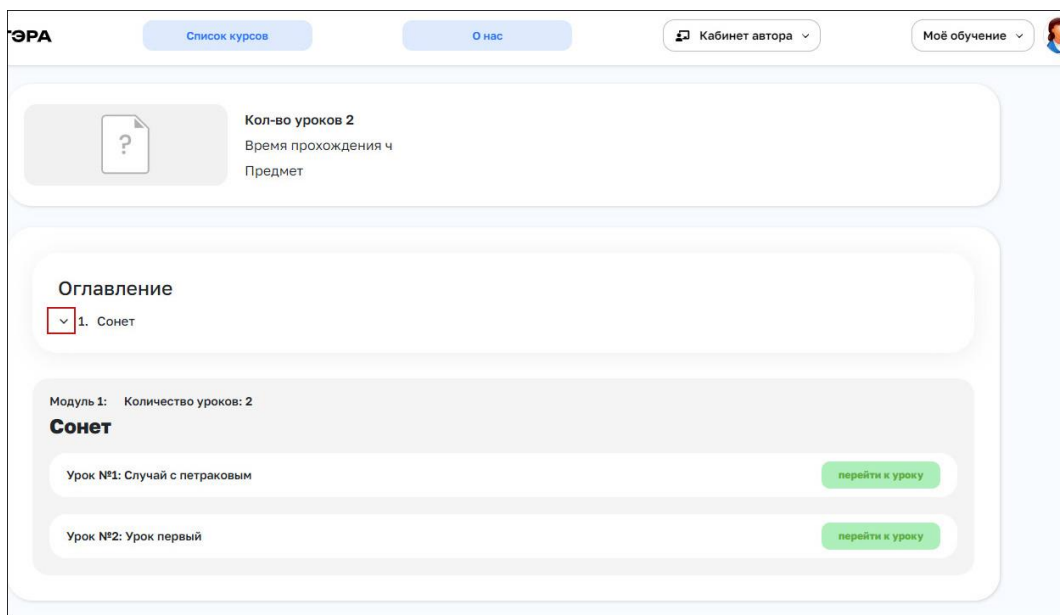 ТЭРА
Список курсов
О нас
Кабинет автора
Моё обучение
?
Кол-во уроков 2
Время прохождения ч
Предмет
Оглавление
1. Сонет
Модуль 1: Количество уроков: 2
Сонет
Урок №1: Случай с петраковым
перейти к уроку
Урок №2: Урок первый
перейти к уроку